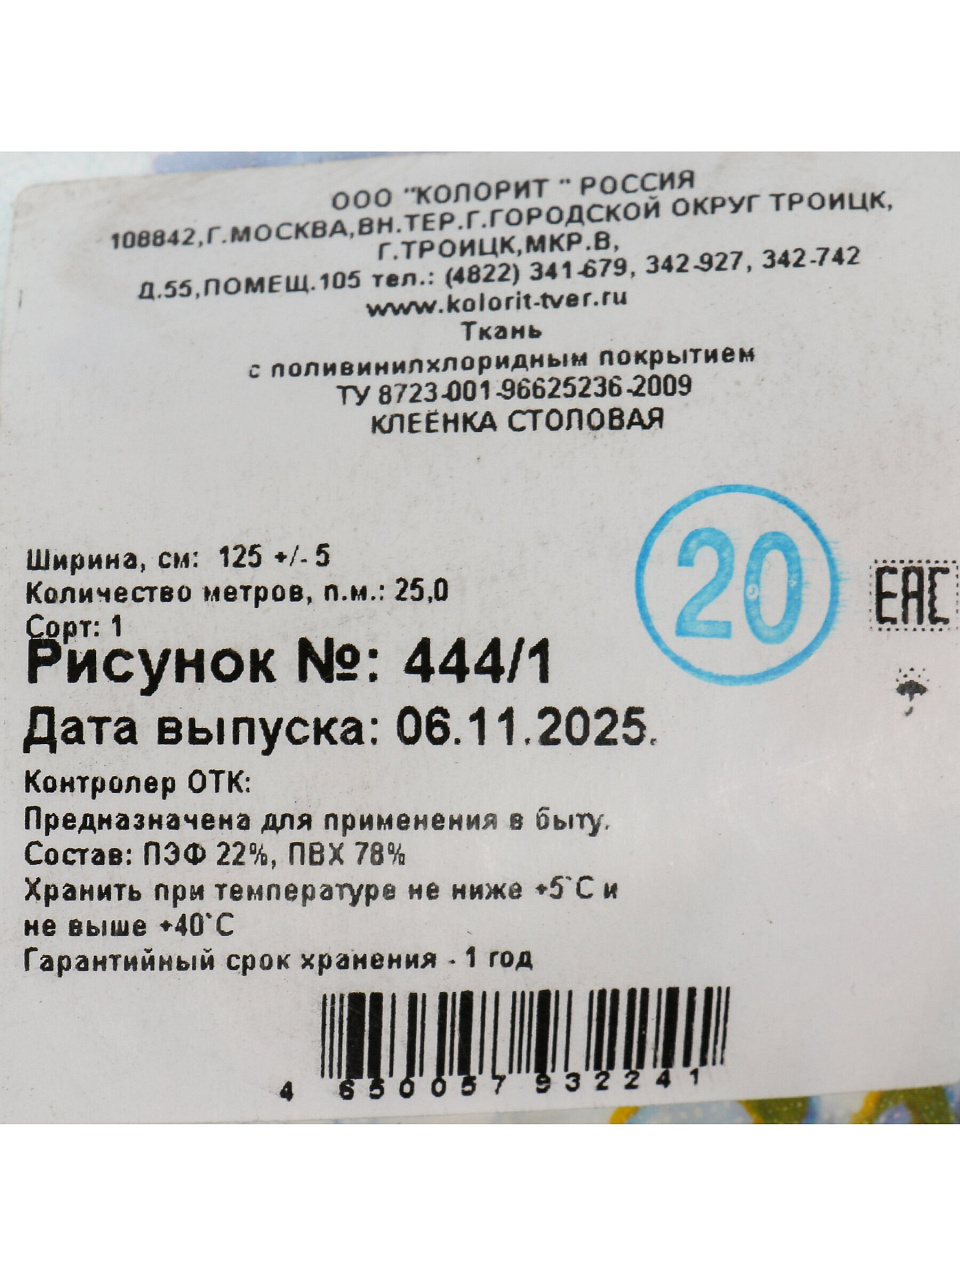 ООО "КОЛОРИТ " РОССИЯ
108842,Г.МОСКВА,ВН.ТЕР.Г.ГОРОДСКОЙ ОКРУГ ТРОИЦК,
Г.ТРОИЦК,МКР.В,
Д.55,ПОМЕЩ.105 тел.: (4822) 341-679, 342-927, 342-742
www.kolorit-tver.ru
Ткань
с поливинилхлоридным покрытием
ТУ 8723-001-96625236-2009
КЛЕЁНКА СТОЛОВАЯ
20
ЕАС
Ширина, см: 125 +/- 5
Количество метров, п.м.: 25,0
Сорт: 1
Рисунок №: 444/1
Дата выпуска: 06.11.2025.
Контролер ОТК:
Предназначена для применения в быту.
Состав: ПЭФ 22%, ПВХ 78%
Хранить при температуре не ниже +5`С и
не выше +40`С
Гарантийный срок хранения - 1 год
4 650057 932241